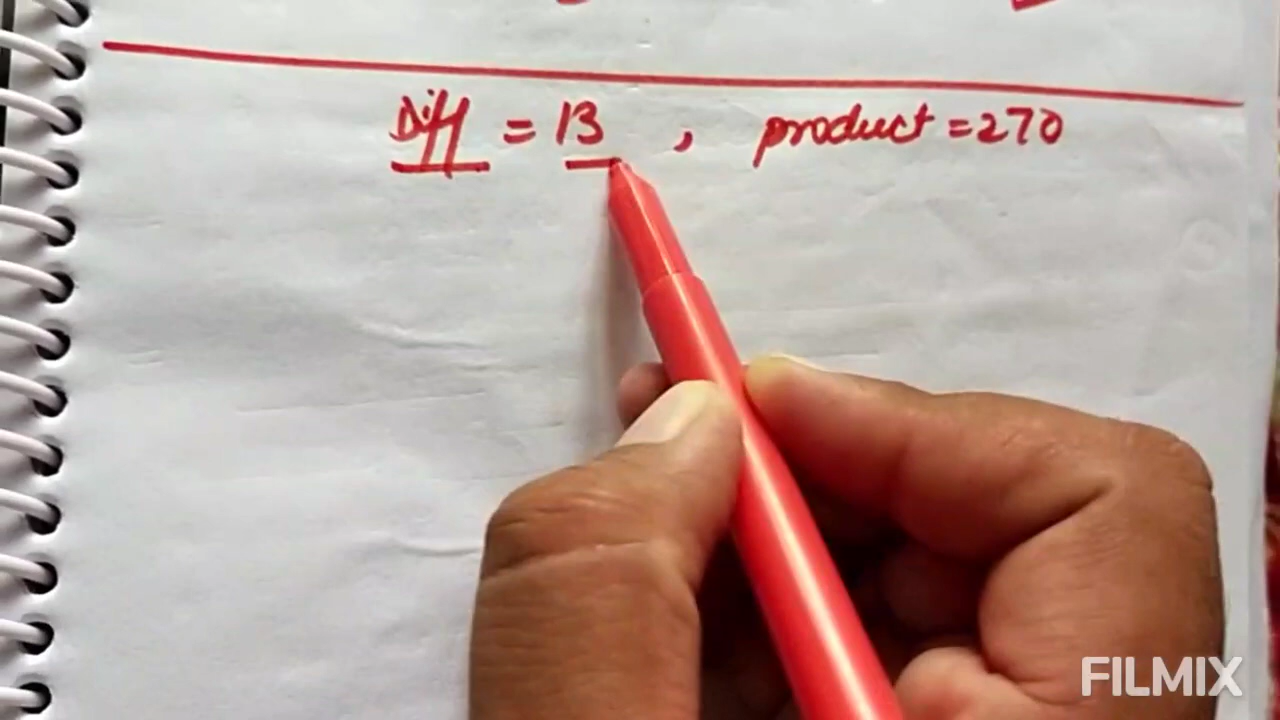 Diff = 13 , product = 270
FILMIX